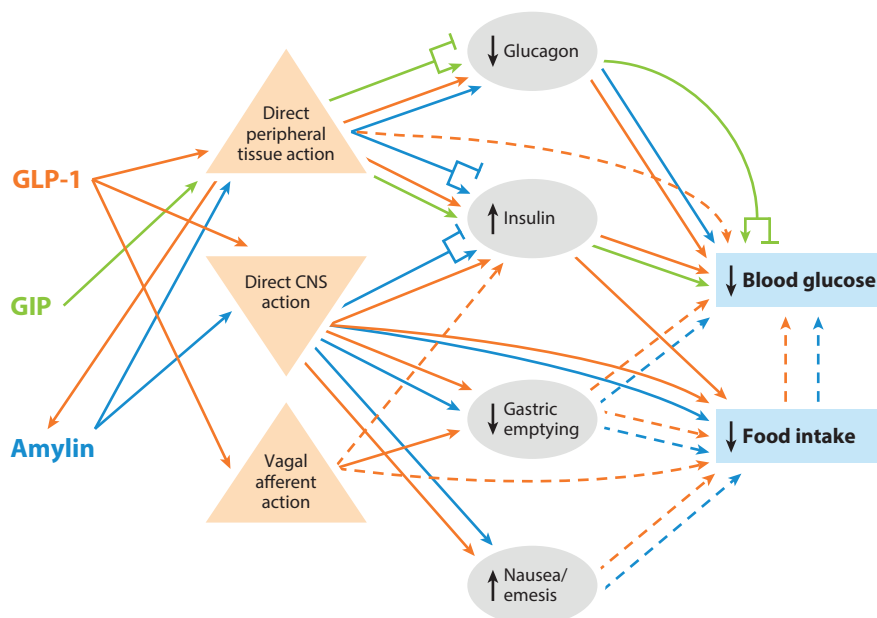 GLP-1
GIP
Amylin
Direct
peripheral
tissue action
Direct CNS
action
Vagal
afferent
action
Glucagon
Insulin
Gastric
emptying
Nausea/
emesis
Blood glucose
Food intake